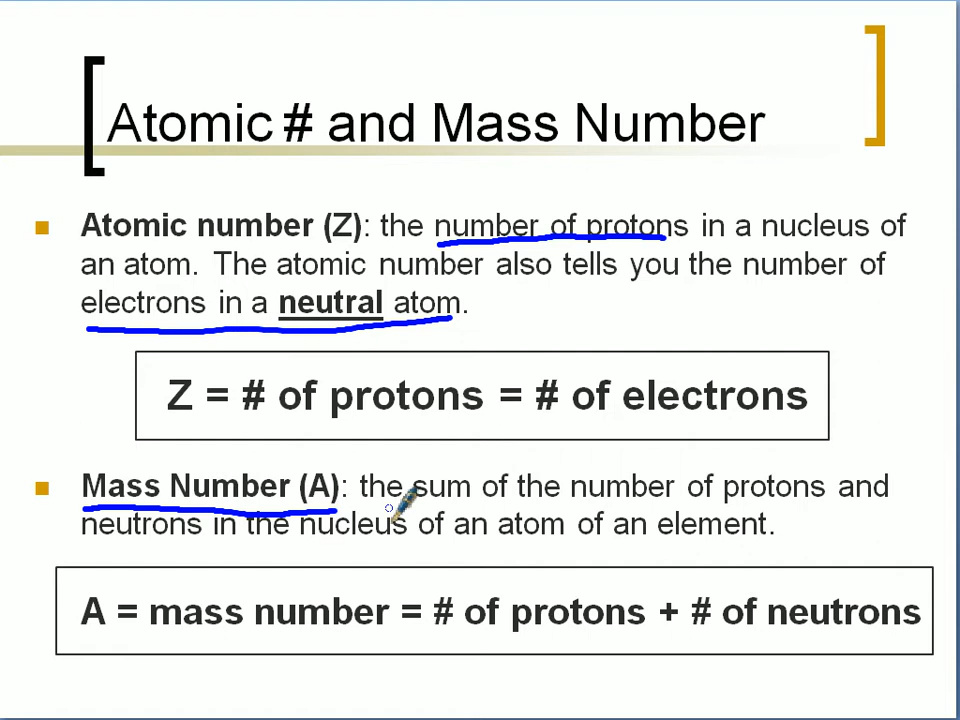 Atomic # and Mass Number
Atomic number (Z): the number of protons in a nucleus of
an atom. The atomic number also tells you the number of
electrons in a neutral atom.
Z = # of protons = # of electrons
Mass Number (A): the sum of the number of protons and
neutrons in the nucleus of an atom of an element.
A = mass number = # of protons + # of neutrons